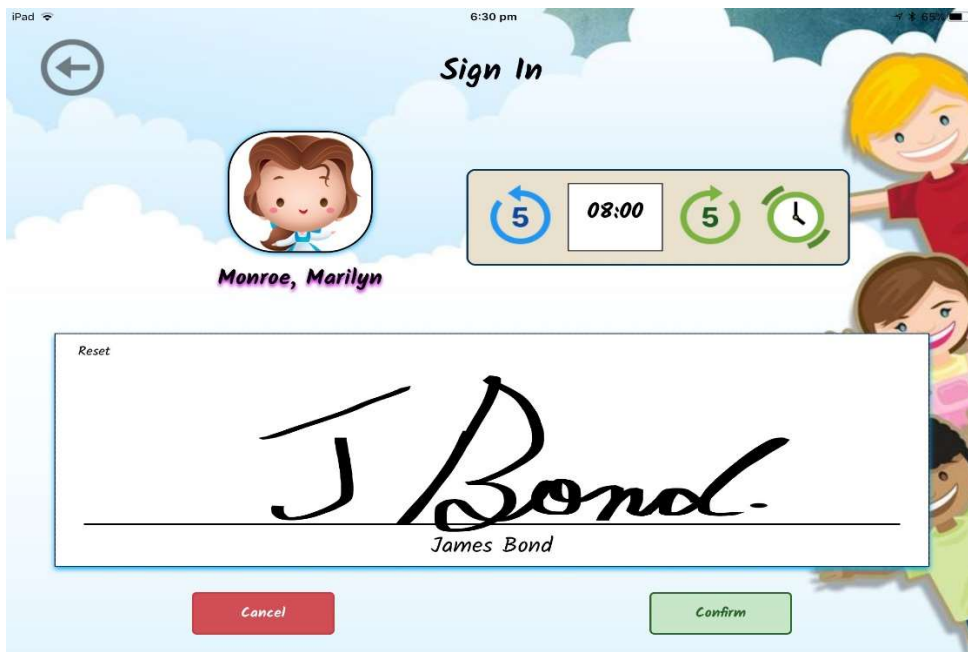 iPad 6:30 pm 65%
Sign In
5 08:00 5
Monroe, Marilyn
Reset
J Bond.
James Bond
Cancel Confirm